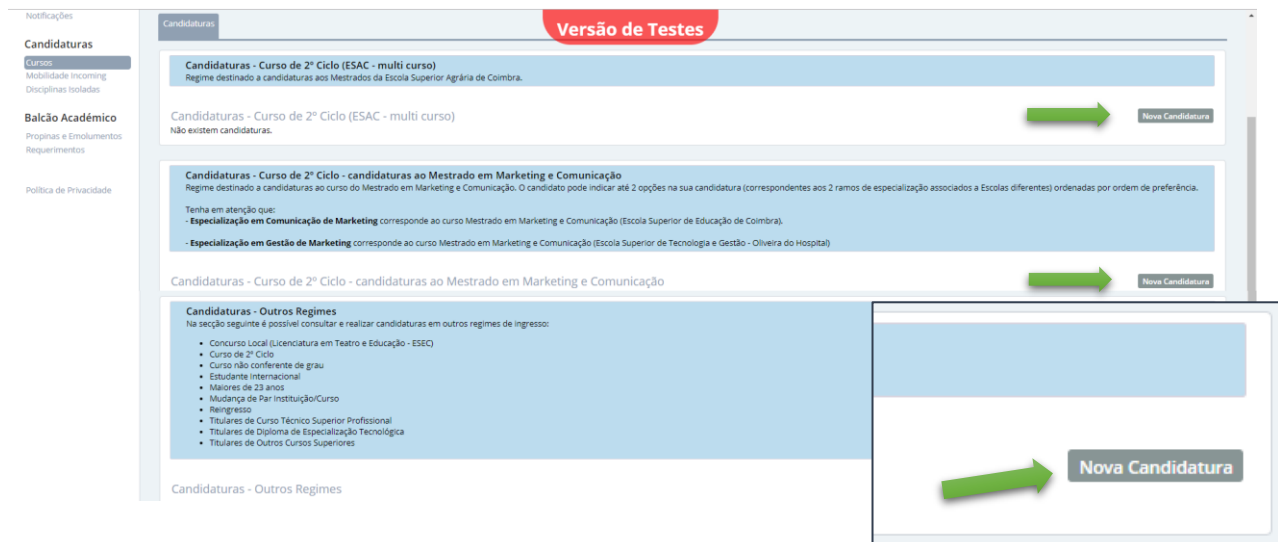 Notificações
Candidaturas
Cursos
Mobilidade Incoming
Disciplinas Isoladas
Balcão Académico
Propinas e Emolumentos
Requerimentos
Política de Privacidade
Candidaturas
Versão de Testes
Candidaturas - Curso de 2º Ciclo (ESAC - multi curso)
Regime destinado a candidaturas aos Mestrados da Escola Superior Agrária de Coimbra.
Candidaturas - Curso de 2º Ciclo (ESAC - multi curso)
Nova Candidatura
Não existem candidaturas.
Candidaturas - Curso de 2º Ciclo - candidaturas ao Mestrado em Marketing e Comunicação
Regime destinado a candidaturas ao curso do Mestrado em Marketing e Comunicação. O candidato pode indicar até 2 opções na sua candidatura (correspondentes aos 2 ramos de especialização associados a Escolas diferentes) ordenadas por ordem de preferência.
Tenha em atenção que:
- Especialização em Comunicação de Marketing corresponde ao curso Mestrado em Marketing e Comunicação (Escola Superior de Educação de Coimbra).
- Especialização em Gestão de Marketing corresponde ao curso Mestrado em Marketing e Comunicação (Escola Superior de Tecnologia e Gestão - Oliveira do Hospital)
Candidaturas - Curso de 2º Ciclo - candidaturas ao Mestrado em Marketing e Comunicação
Nova Candidatura
Candidaturas - Outros Regimes
Na secção seguinte é possível consultar e realizar candidaturas em outros regimes de ingresso:
• Concurso Local (Licenciatura em Teatro e Educação - ESEC)
• Curso de 2º Ciclo
• Curso não conferente de grau
• Estudante Internacional
• Maiores de 23 anos
• Mudança de Par Instituição/Curso
• Reingresso
• Titulares de Curso Técnico Superior Profissional
• Titulares de Diploma de Especialização Tecnológica
• Titulares de Outros Cursos Superiores
Candidaturas - Outros Regimes
Nova Candidatura